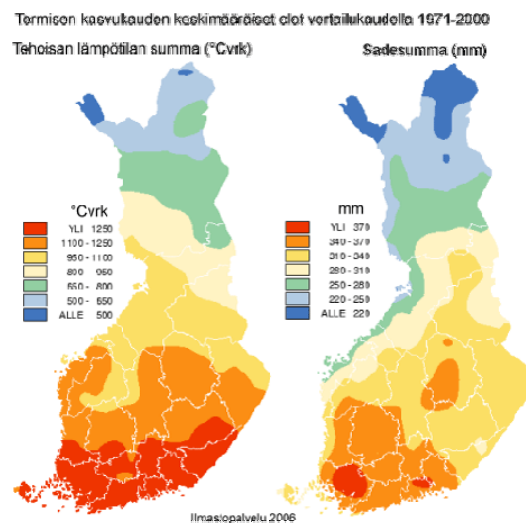 Termisen kasvukauden keskimääräiset olot vertailukaudella 1971-2000
Tehoisan lämpötilan summa (°Cvrk)
Sadesumma (mm)
°Cvrk
YLI 1250
1100 - 1250
950 - 1100
800 - 950
650 - 800
500 - 650
ALLE 500
mm
YLI 370
340 - 370
310 - 340
280 - 310
250 - 280
220 - 250
ALLE 220
Ilmastopalvelu 2006